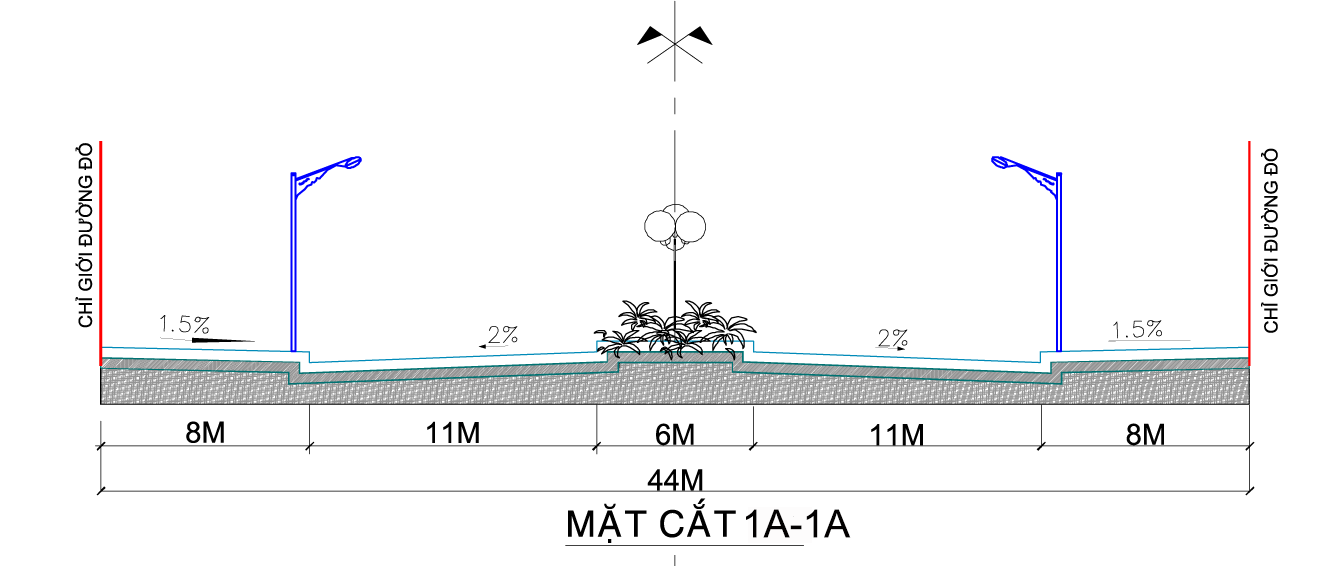 CHỈ GIỚI ĐƯỜNG ĐỎ
CHỈ GIỚI ĐƯỜNG ĐỎ
1.5%
2%
2%
1.5%
8M
11M
6M
11M
8M
44M
MẶT CẮT 1A-1A